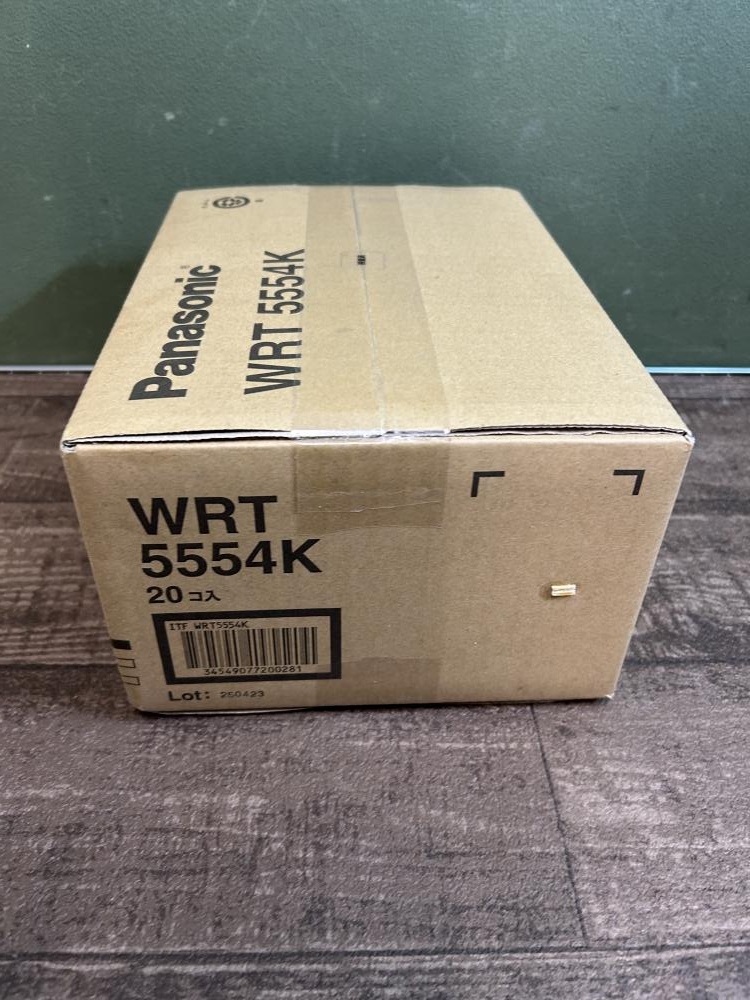 Panasonic
WRT 5554K
WRT
5554K
20コ入
ITF WRT5554K
34549077200281
Lot: 250423